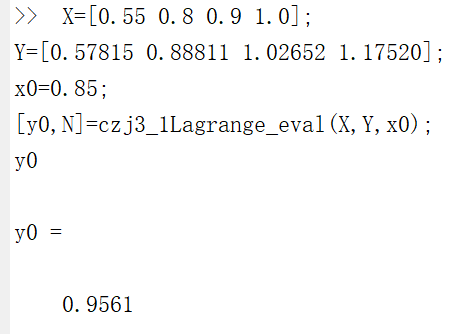 >> X=[0.55 0.8 0.9 1.0];
Y=[0.57815 0.88811 1.02652 1.17520];
x0=0.85;
[y0,N]=czj3_1Lagrange_eval(X,Y,x0);
y0
y0 =
0.9561